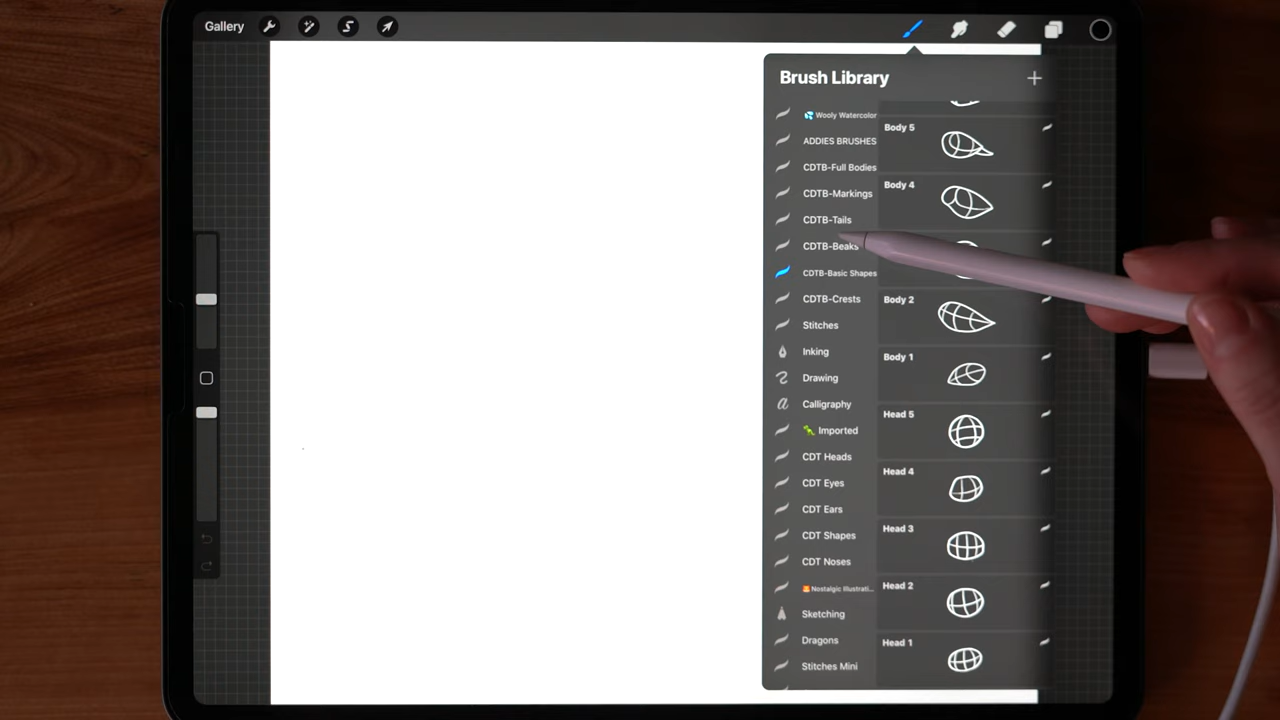 Gallery
Brush Library
Wooly Watercolor
ADDIES BRUSHES
CDTB-Full Bodies
CDTB-Markings
CDTB-Tails
CDTB-Beaks
CDTB-Basic Shapes
CDTB-Crests
Stitches
Inking
Drawing
Calligraphy
Imported
CDT Heads
CDT Eyes
CDT Ears
CDT Shapes
CDT Noses
Nostalgic Illustrati...
Sketching
Dragons
Stitches Mini
Body 5
Body 4
Body 2
Body 1
Head 5
Head 4
Head 3
Head 2
Head 1